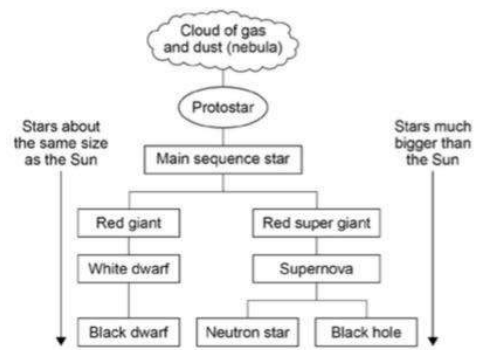 Cloud of gas
and dust (nebula)
Protostar
Stars about
the same size
as the Sun
Stars much
bigger than
the Sun
Main sequence star
Red giant
Red super giant
White dwarf
Supernova
Black dwarf
Neutron star
Black hole